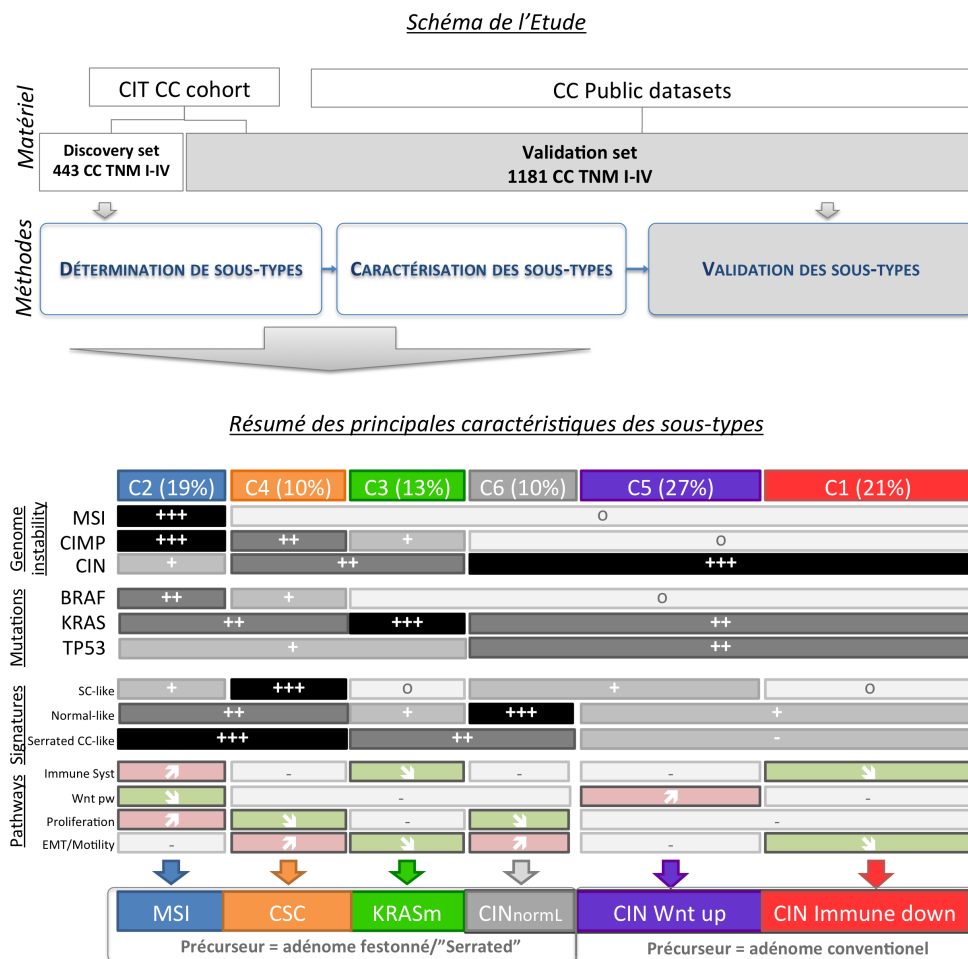 Schéma de l'Etude
Matériel
CIT CC cohort
CC Public datasets
Discovery set
443 CC TNM I-IV
Validation set
1181 CC TNM I-IV
Méthodes
DÉTERMINATION DE SOUS-TYPES
CARACTÉRISATION DES SOUS-TYPES
VALIDATION DES SOUS-TYPES
Résumé des principales caractéristiques des sous-types
C2 (19%) C4 (10%) C3 (13%) C6 (10%) C5 (27%) C1 (21%)
Genome instability
MSI +++ o
CIMP +++ ++ + o
CIN + ++ +++
Mutations
BRAF ++ + o
KRAS ++ +++ ++
TP53 + ++
Signatures
SC-like + +++ o + o
Normal-like ++ + +++ +
Serrated CC-like +++ ++ -
Pathways
Immune Syst - - -
Wnt pw - -
Proliferation - -
EMT/Motility - -
MSI CSC KRASm CINnormL CIN Wnt up CIN Immune down
Précurseur = adénome festonné/"Serrated"
Précurseur = adénome conventionel